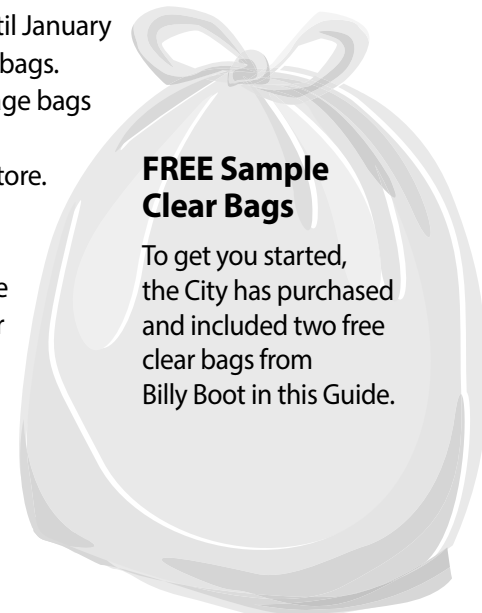 til January
bags.
ge bags
tore.
e
r
FREE Sample
Clear Bags
To get you started,
the City has purchased
and included two free
clear bags from
Billy Boot in this Guide.